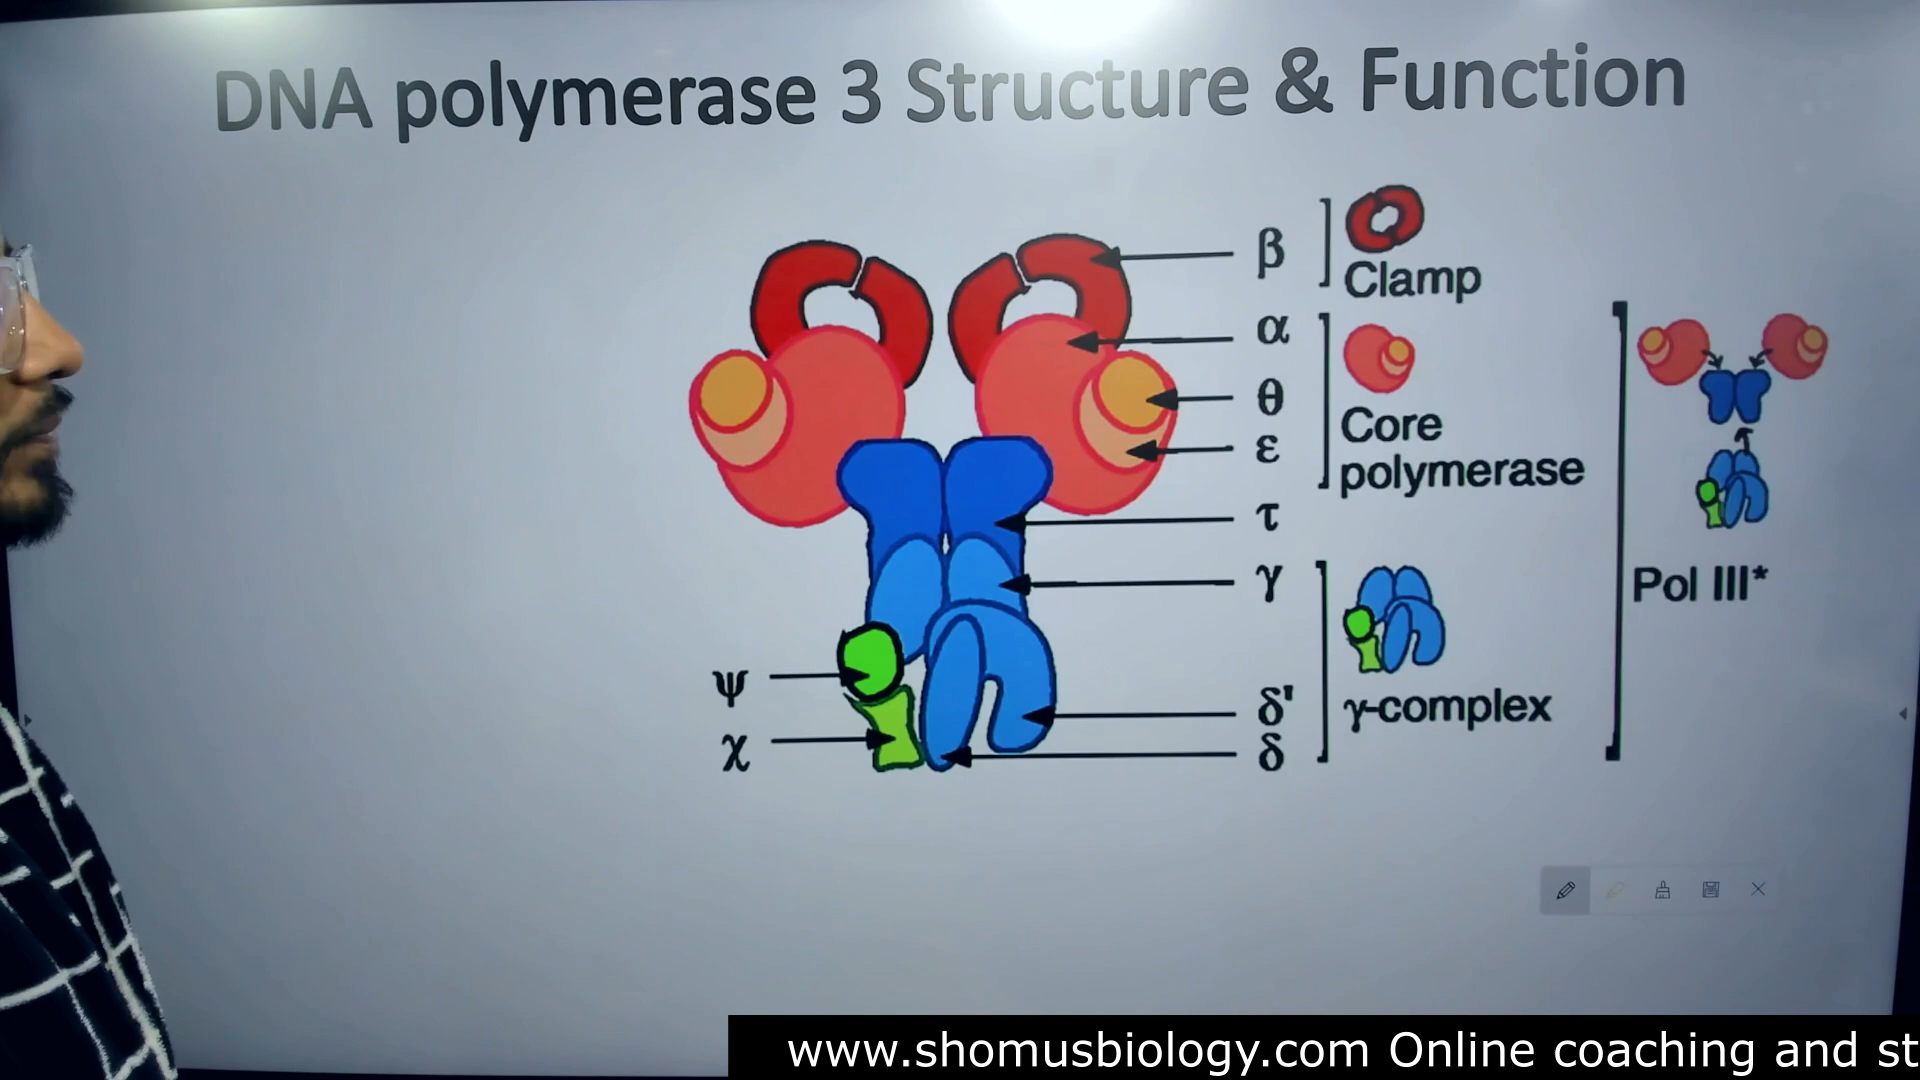 DNA polymerase 3 Structure & Function
β
Clamp
α
θ
ε
Core
polymerase
τ
γ
Pol III*
ψ
χ
δ'
δ
γ-complex
www.shomusbiology.com Online coaching and st